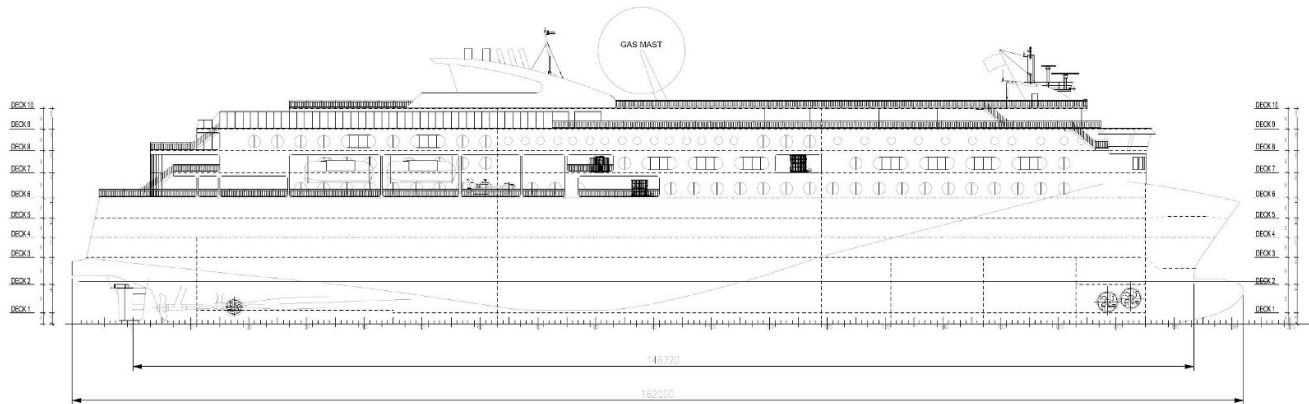 GAS MAST
DECK 10
DECK 9
DECK 8
DECK 7
DECK 6
DECK 5
DECK 4
DECK 3
DECK 2
DECK 1
DECK 10
DECK 9
DECK 8
DECK 7
DECK 6
DECK 5
DECK 4
DECK 3
DECK 2
DECK 1
146720
162000